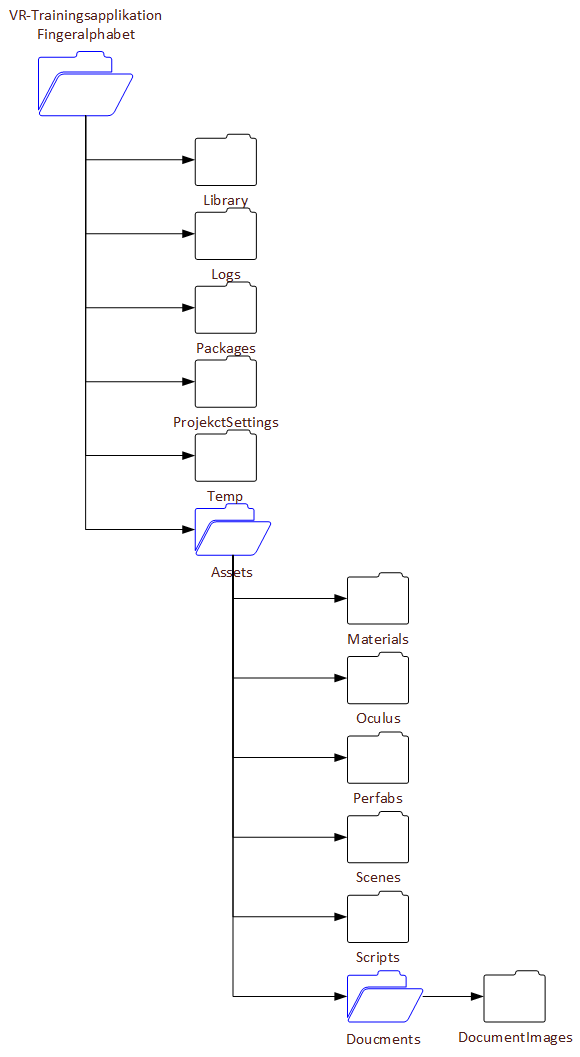 VR-Trainingsapplikation
Fingeralphabet
Library
Logs
Packages
ProjekctSettings
Temp
Assets
Materials
Oculus
Perfabs
Scenes
Scripts
Doucments
DocumentImages